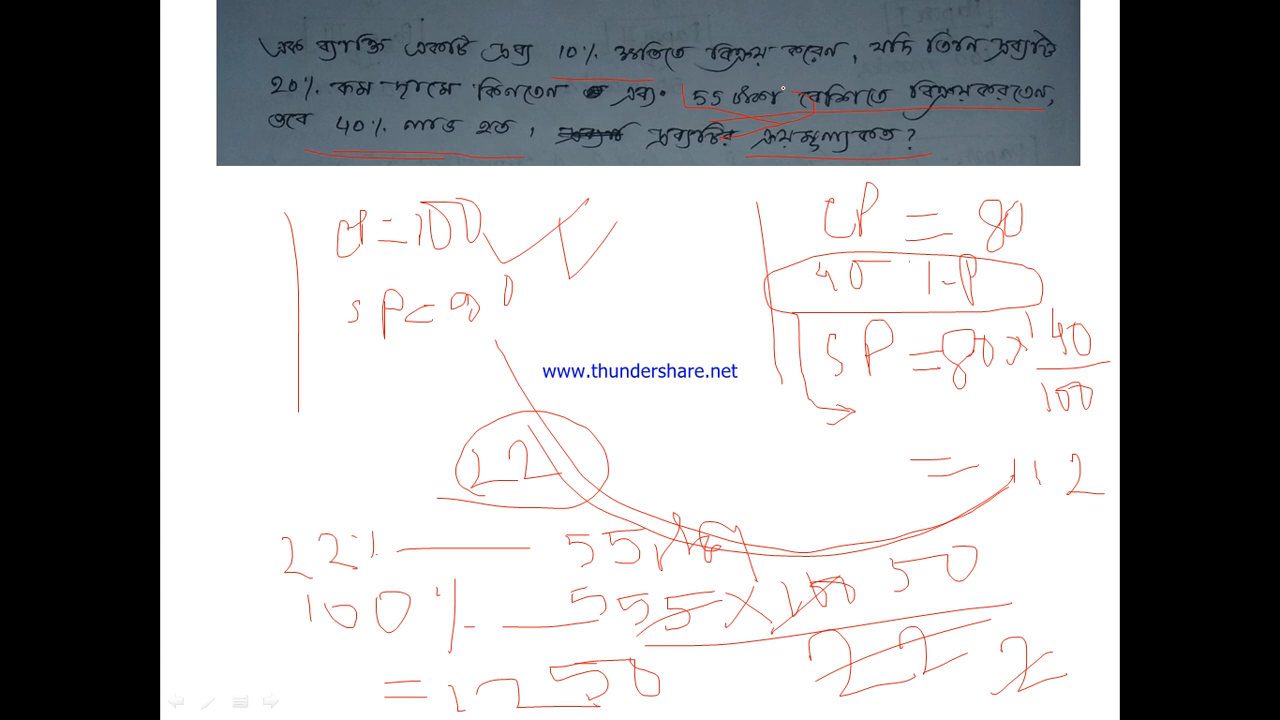 এক ব্যাক্তি একটি দ্রব্য 10% ক্ষতিতে বিক্রয় করেন, যদি তিনি দ্রব্যটি
20% কম দামে কিনতেন এবং 55 টাকা বেশিতে বিক্রয় করতেন,
তবে 40% লাভ হত, দ্রব্যটির ক্রয়মূল্য কত?
CP = 100
SP = 90
CP = 80
40 %P
SP = 80 × 140
100
= 112
www.thundershare.net
22
22% 55
100% 55 × 100 50
22 2